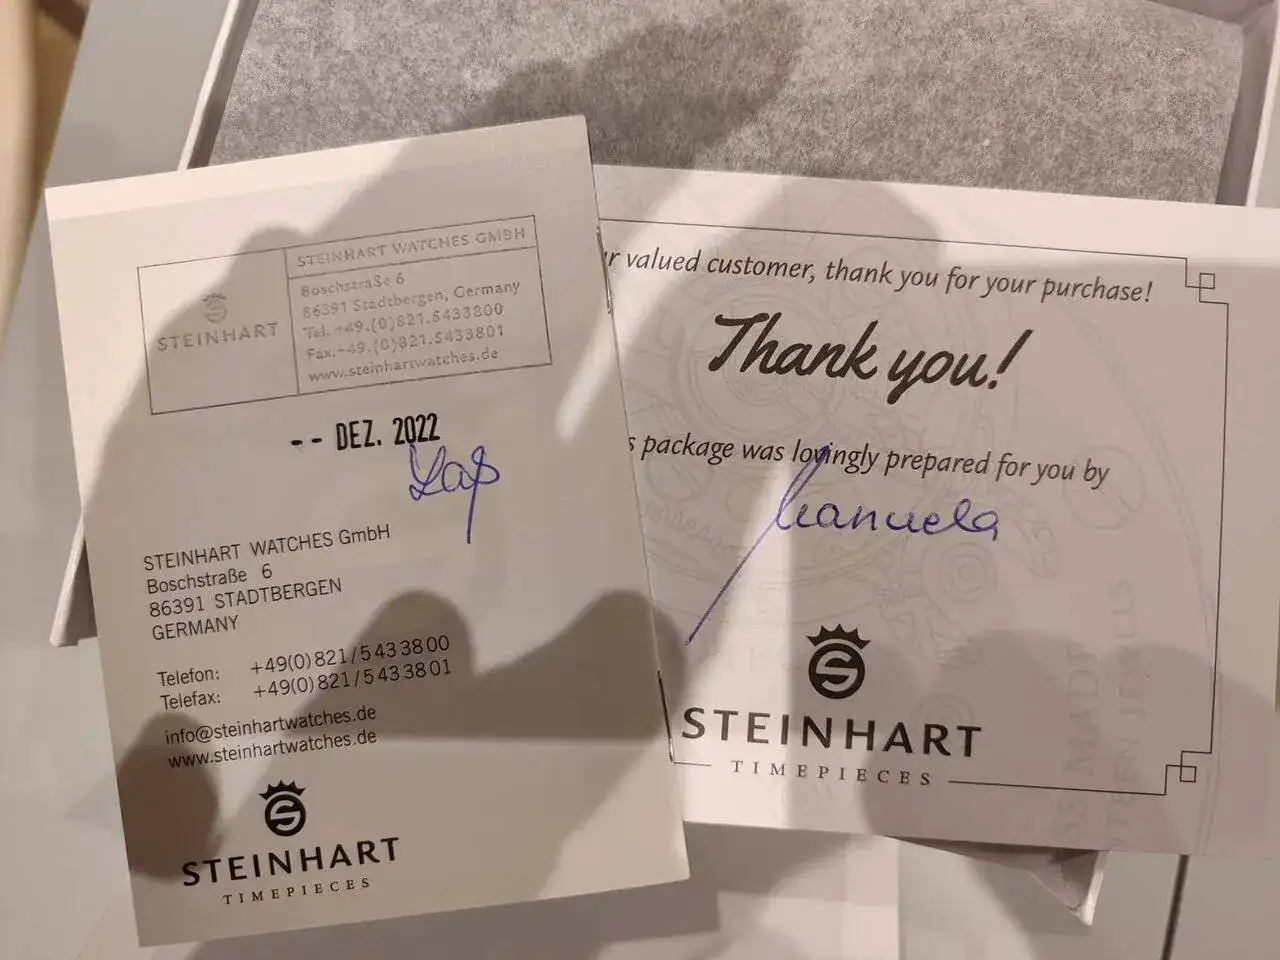 STEINHART
STEINHART WATCHES GMBH
Boschstraße 6
86391 Stadtbergen, Germany
Tel. +49.(0)821.5433800
Fax.+49.(0)821.5433801
www.steinhartwatches.de
-- DEZ. 2022
STEINHART WATCHES GmbH
Boschstraße 6
86391 STADTBERGEN
GERMANY
Telefon: +49(0)821/5433800
Telefax: +49(0)821/5433801
info@steinhartwatches.de
www.steinhartwatches.de
STEINHART
TIMEPIECES
valued customer, thank you for your purchase!
Thank you!
package was lovingly prepared for you by
Manuela
STEINHART
TIMEPIECES